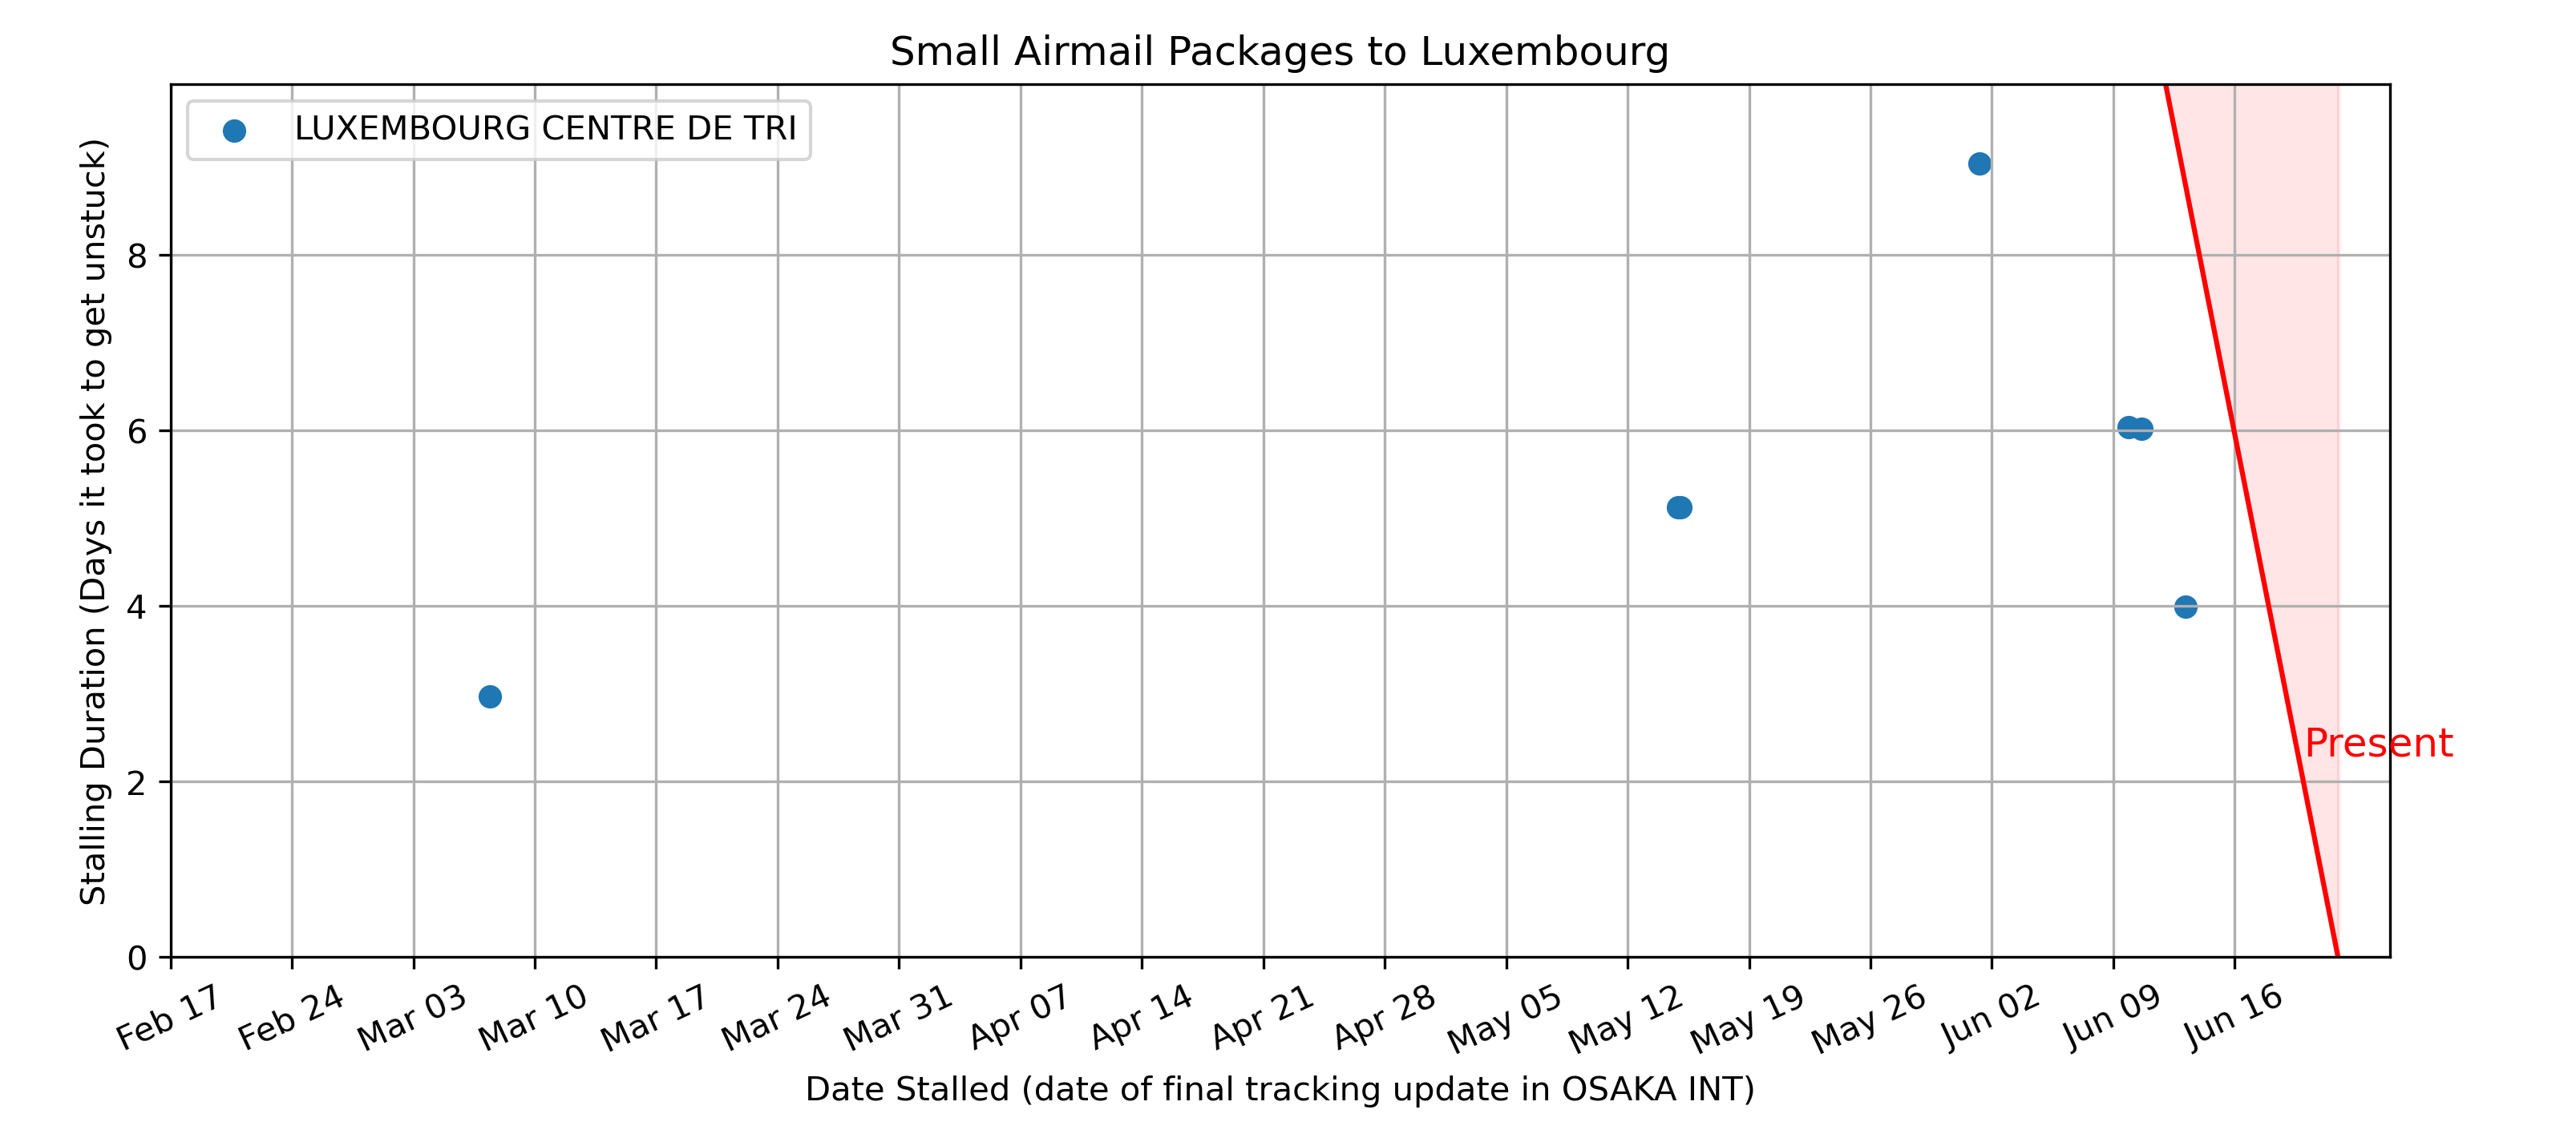 Small Airmail Packages to Luxembourg
LUXEMBOURG CENTRE DE TRI
Stalling Duration (Days it took to get unstuck)
8
6
4
2
0
Present
Feb 17
Feb 24
Mar 03
Mar 10
Mar 17
Mar 24
Mar 31
Apr 07
Apr 14
Apr 21
Apr 28
May 05
May 12
May 19
May 26
Jun 02
Jun 09
Jun 16
Date Stalled (date of final tracking update in OSAKA INT)